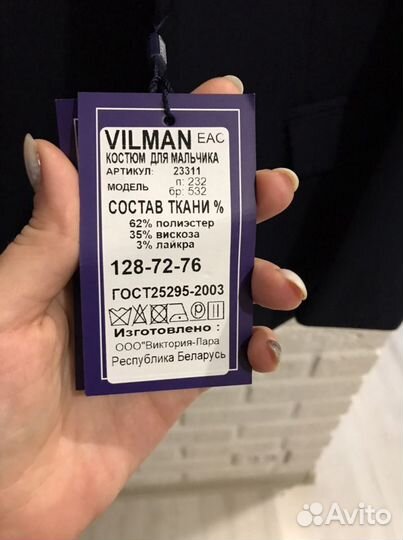 VILMAN EAC
КОСТЮМ ДЛЯ МАЛЬЧИКА
АРТИКУЛ: 23311
МОДЕЛЬ п: 232
бр: 532
СОСТАВ ТКАНИ %
62% полиэстер
35% вискоза
3% лайкра
128-72-76
ГОСТ25295-2003
Изготовлено :
ООО"Виктория-Лара
Республика Беларусь
Avito